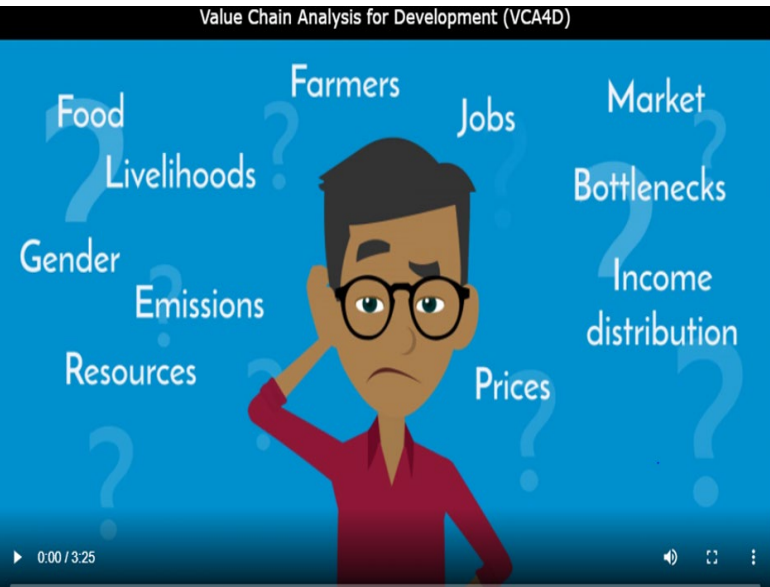 Value Chain Analysis for Development (VCA4D)
Farmers
Food
Jobs
Market
Livelihoods
Bottlenecks
Gender
Emissions
Income
distribution
Resources
Prices
? ? ? ? ? ? ? ? ? ?
0:00 / 3:25